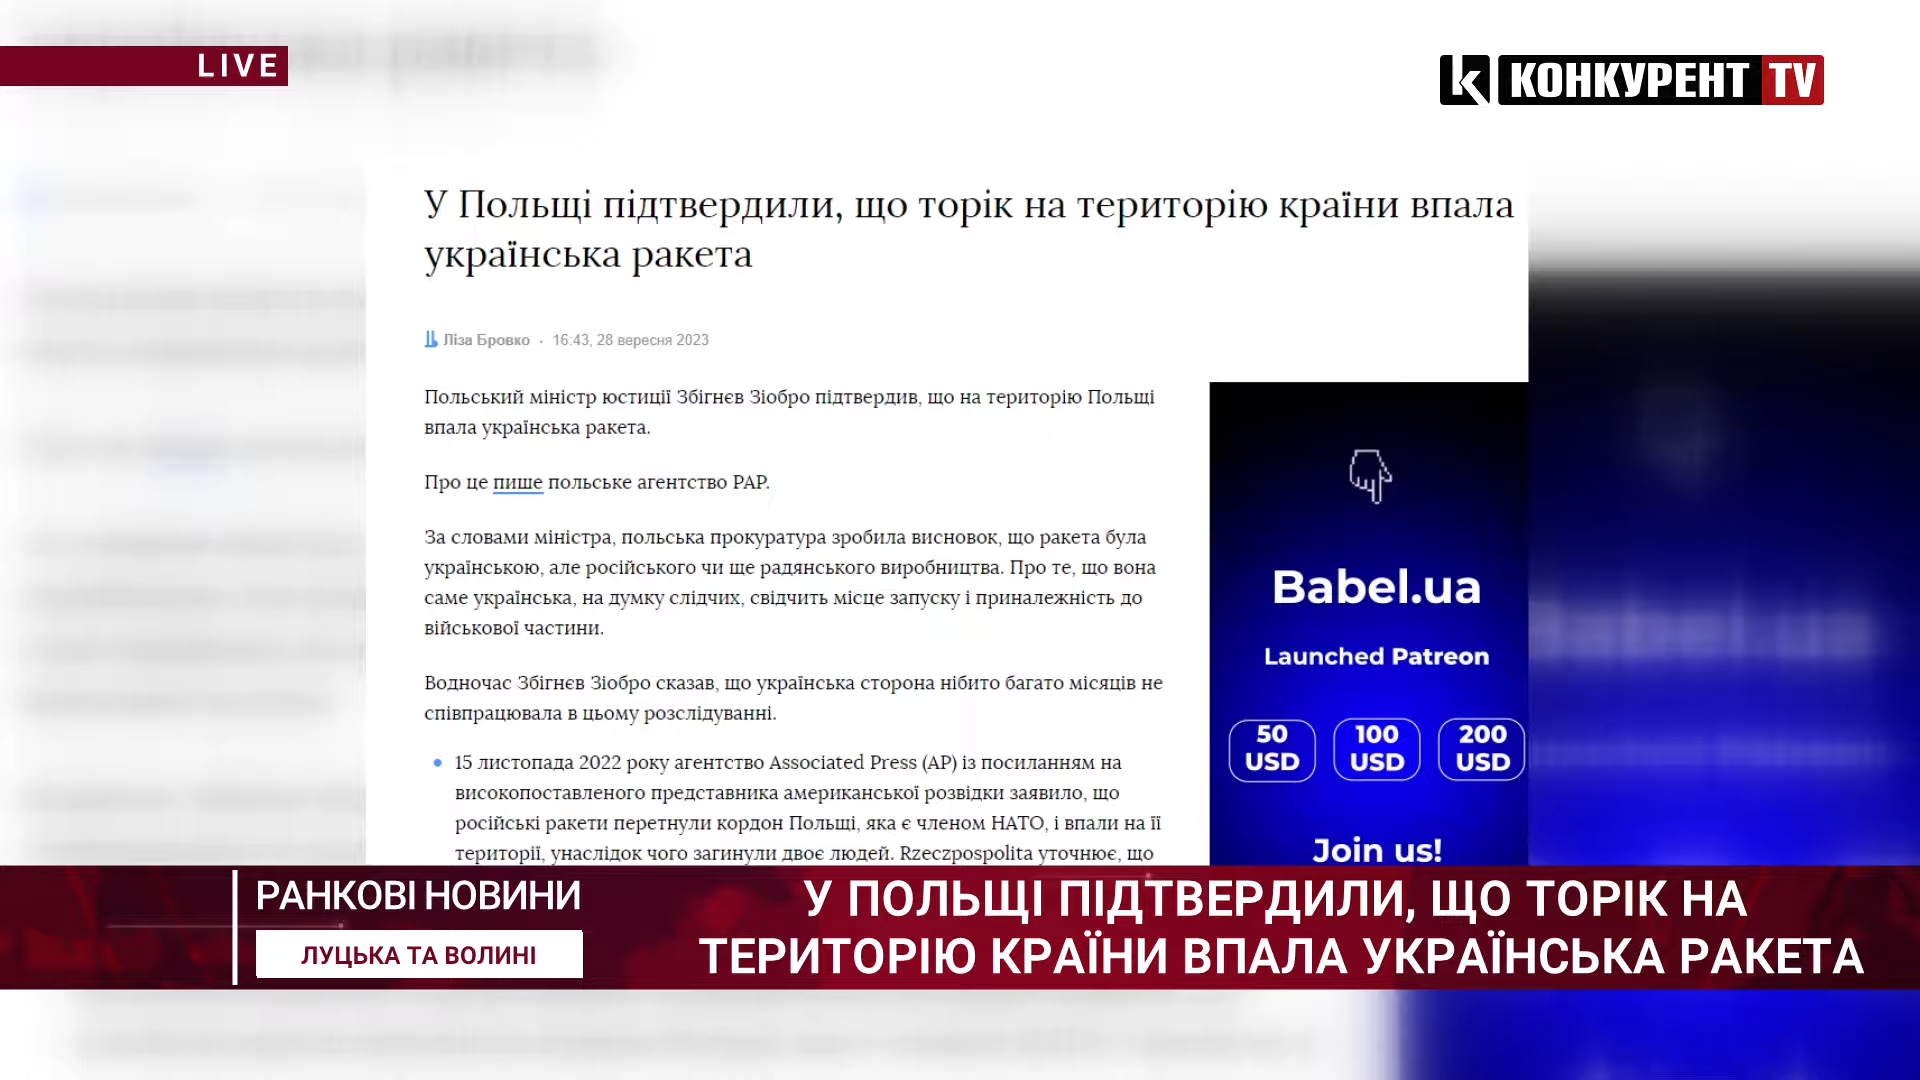 LIVE
k КОНКУРЕНТ TV
У Польщі підтвердили, що торік на територію країни впала
українська ракета
Ліза Бровко · 16:43, 28 вересня 2023
Польський міністр юстиції Збігнєв Зіобро підтвердив, що на територію Польщі
впала українська ракета.
Про це пише польське агентство PAP.
За словами міністра, польська прокуратура зробила висновок, що ракета була
українською, але російського чи ще радянського виробництва. Про те, що вона
саме українська, на думку слідчих, свідчить місце запуску і приналежність до
військової частини.
Водночас Збігнєв Зіобро сказав, що українська сторона нібито багато місяців не
співпрацювала в цьому розслідуванні.
15 листопада 2022 року агентство Associated Press (AP) із посиланням на
високопоставленого представника американської розвідки заявило, що
російські ракети перетнули кордон Польщі, яка є членом НАТО, і впали на її
території, унаслідок чого загинули двоє людей. Rzeczpospolita уточнює, що
Babel.ua
Launched Patreon
50 USD
100 USD
200 USD
Join us!
РАНКОВІ НОВИНИ
ЛУЦЬКА ТА ВОЛИНІ
У ПОЛЬЩІ ПІДТВЕРДИЛИ, ЩО ТОРІК НА
ТЕРИТОРІЮ КРАЇНИ ВПАЛА УКРАЇНСЬКА РАКЕТА